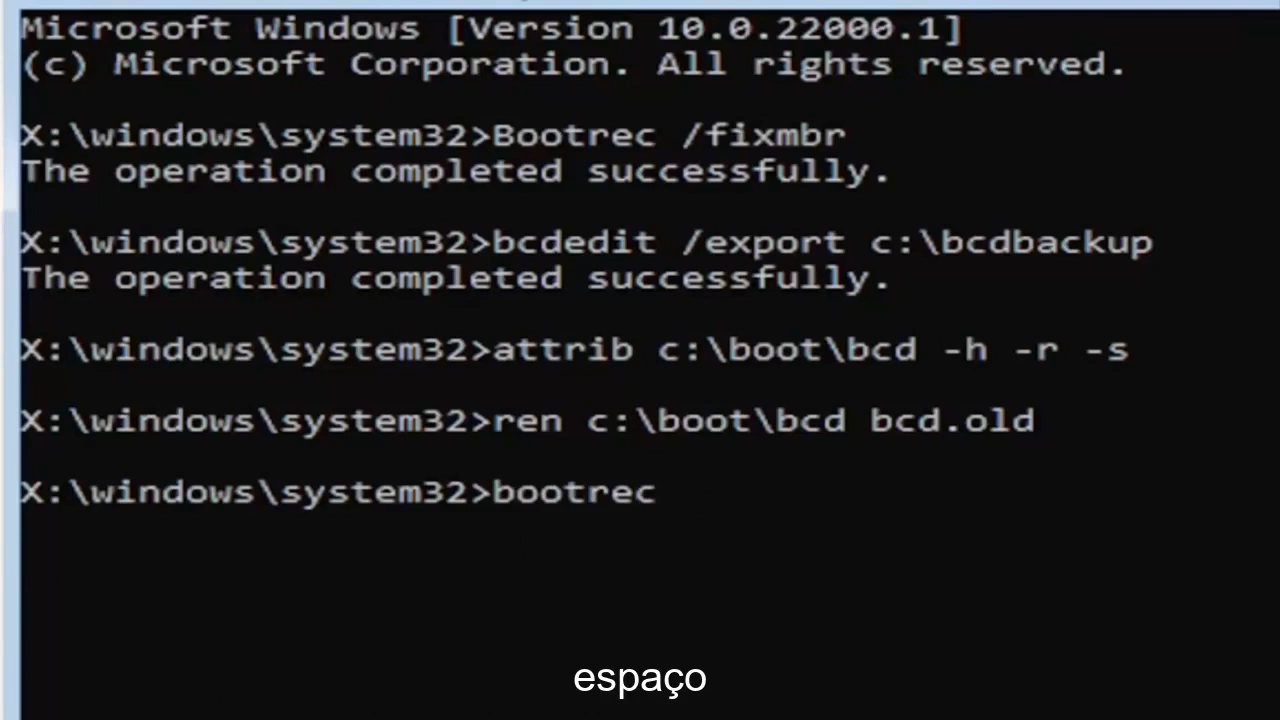 Microsoft Windows [Version 10.0.22000.1]
(c) Microsoft Corporation. All rights reserved.
X:\windows\system32>Bootrec /fixmbr
The operation completed successfully.
X:\windows\system32>bcdedit /export c:\bcdbackup
The operation completed successfully.
X:\windows\system32>attrib c:\boot\bcd -h -r -s
X:\windows\system32>ren c:\boot\bcd bcd.old
X:\windows\system32>bootrec
espaço